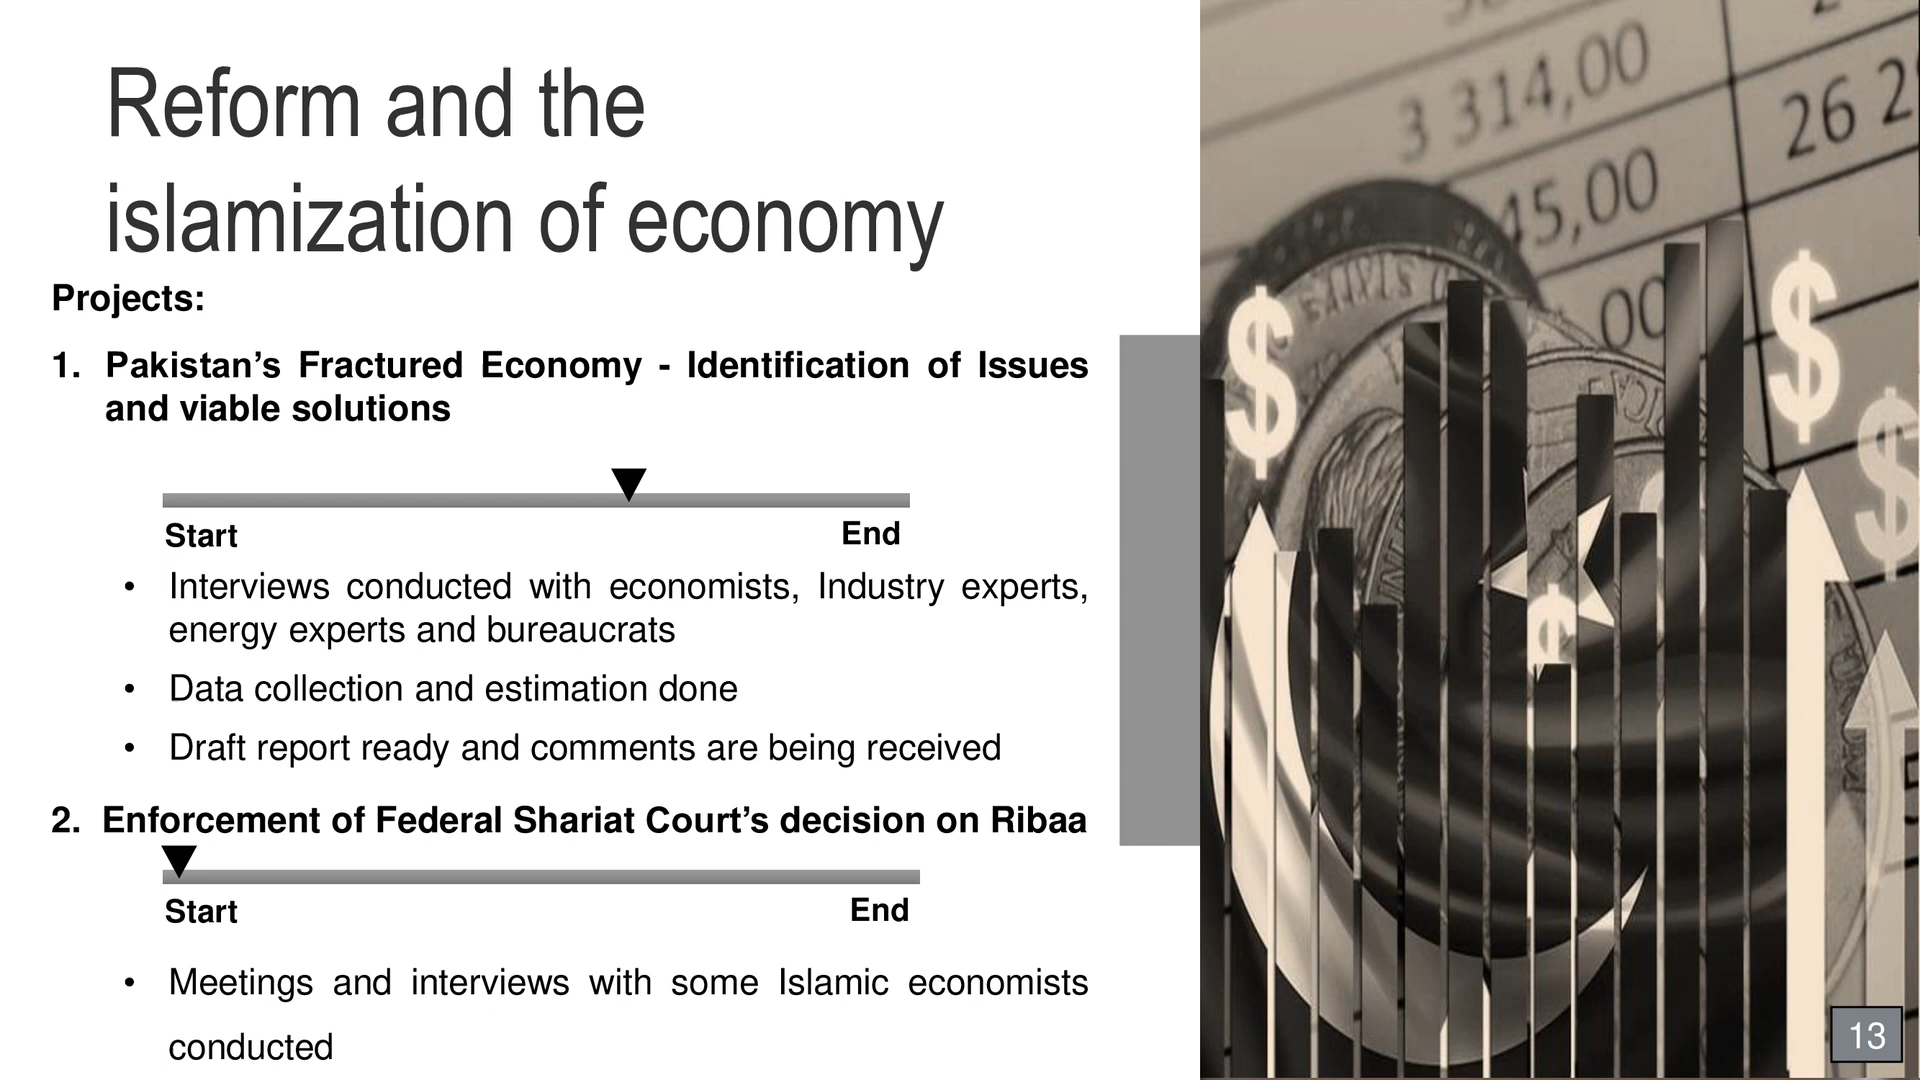 Reform and the
islamization of economy
Projects:
1. Pakistan’s Fractured Economy - Identification of Issues
and viable solutions
Start
End
• Interviews conducted with economists, Industry experts,
energy experts and bureaucrats
• Data collection and estimation done
• Draft report ready and comments are being received
2. Enforcement of Federal Shariat Court’s decision on Ribaa
Start
End
• Meetings and interviews with some Islamic economists
conducted
3 314,00
26 2
45,00
00
$
$
$
13